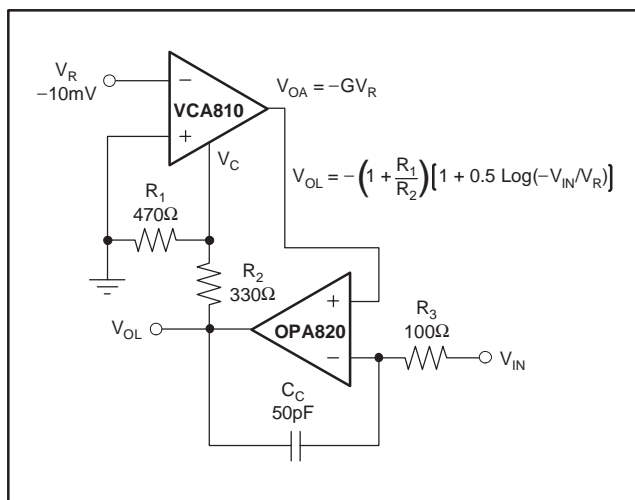 V_R
−10mV
−
VCA810
+
V_OA = −GV_R
V_C
V_OL = −(1 + R_1/R_2)[1 + 0.5 Log(−V_IN/V_R)]
R_1
470Ω
R_2
330Ω
+
OPA820
−
R_3
100Ω
V_OL
V_IN
C_C
50pF